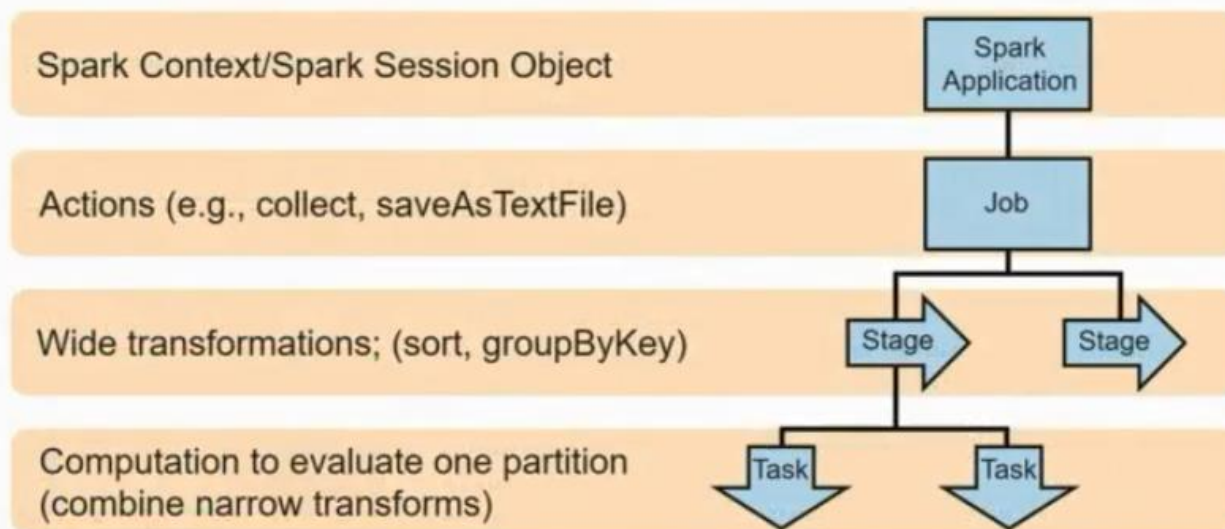 Spark Context/Spark Session Object
Spark
Application
Actions (e.g., collect, saveAsTextFile)
Job
Wide transformations; (sort, groupByKey)
Stage
Stage
Computation to evaluate one partition
(combine narrow transforms)
Task
Task